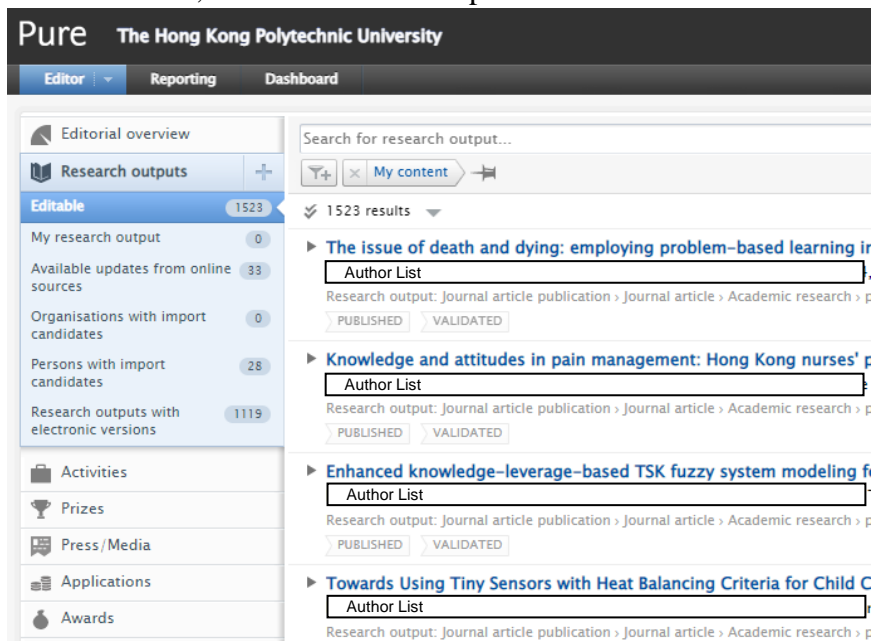 Pure The Hong Kong Polytechnic University
Editor Reporting Dashboard
Editorial overview
Research outputs
Editable 1523
My research output 0
Available updates from online sources 33
Organisations with import candidates 0
Persons with import candidates 28
Research outputs with electronic versions 1119
Activities
Prizes
Press/Media
Applications
Awards
Search for research output...
My content
1523 results
The issue of death and dying: employing problem-based learning in
Author List
Research output: Journal article publication › Journal article › Academic research › p
PUBLISHED VALIDATED
Knowledge and attitudes in pain management: Hong Kong nurses' p
Author List
Research output: Journal article publication › Journal article › Academic research › p
PUBLISHED VALIDATED
Enhanced knowledge-leverage-based TSK fuzzy system modeling fo
Author List
Research output: Journal article publication › Journal article › Academic research › p
PUBLISHED VALIDATED
Towards Using Tiny Sensors with Heat Balancing Criteria for Child C
Author List
Research output: Journal article publication › Journal article › Academic research › p